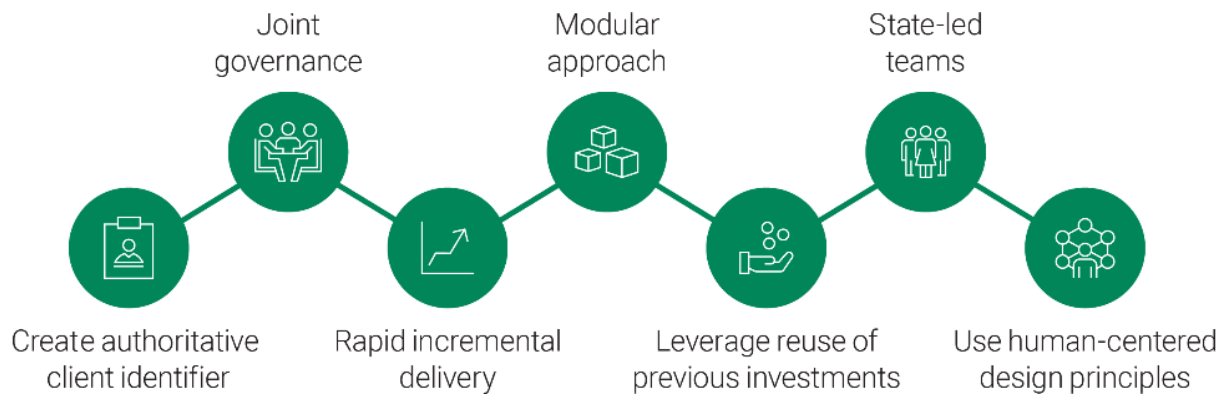 Joint
governance
Modular
approach
State-led
teams
Create authoritative
client identifier
Rapid incremental
delivery
Leverage reuse of
previous investments
Use human-centered
design principles